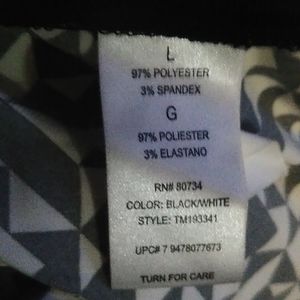 L
97% POLYESTER
3% SPANDEX
G
97% POLIESTER
3% ELASTANO
RN# 80734
COLOR: BLACK/WHITE
STYLE: TM193341
UPC# 7 9478077673
TURN FOR CARE